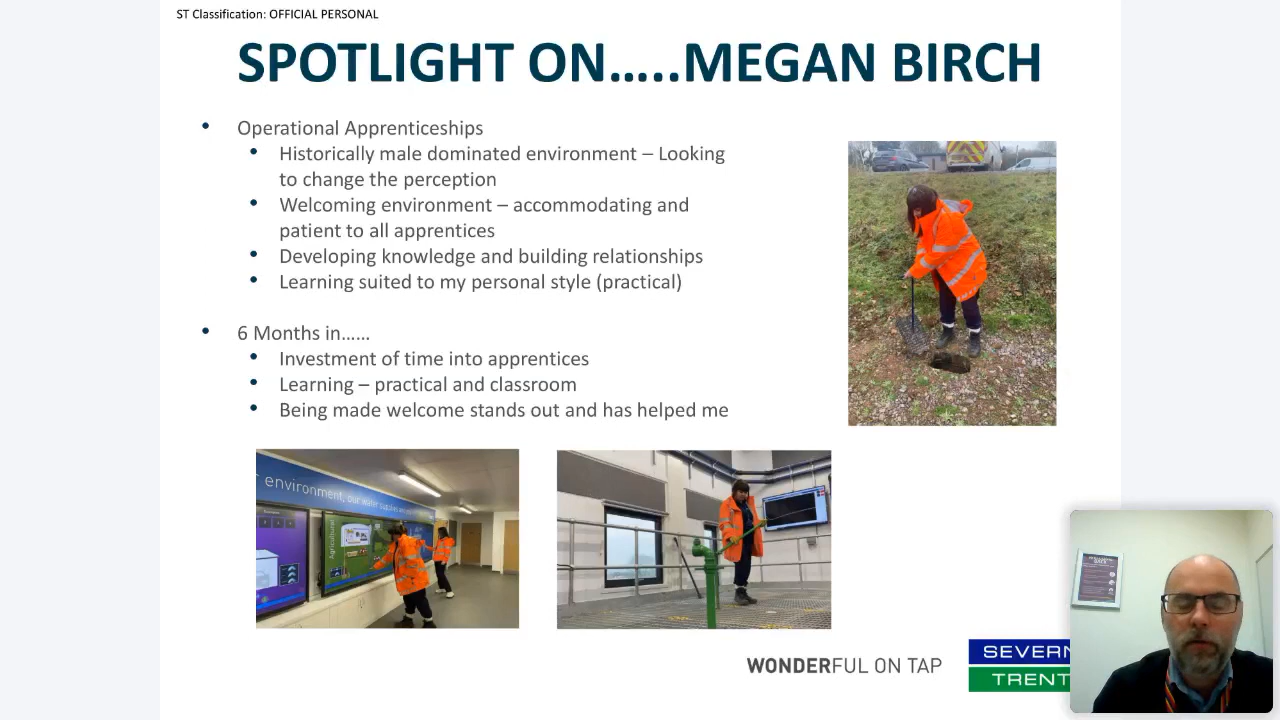 ST Classification: OFFICIAL PERSONAL
SPOTLIGHT ON…..MEGAN BIRCH
• Operational Apprenticeships
• Historically male dominated environment – Looking
to change the perception
• Welcoming environment – accommodating and
patient to all apprentices
• Developing knowledge and building relationships
• Learning suited to my personal style (practical)
• 6 Months in……
• Investment of time into apprentices
• Learning – practical and classroom
• Being made welcome stands out and has helped me
environment, our water supplies
Agricultural
WONDERFUL ON TAP
SEVERN
TRENT